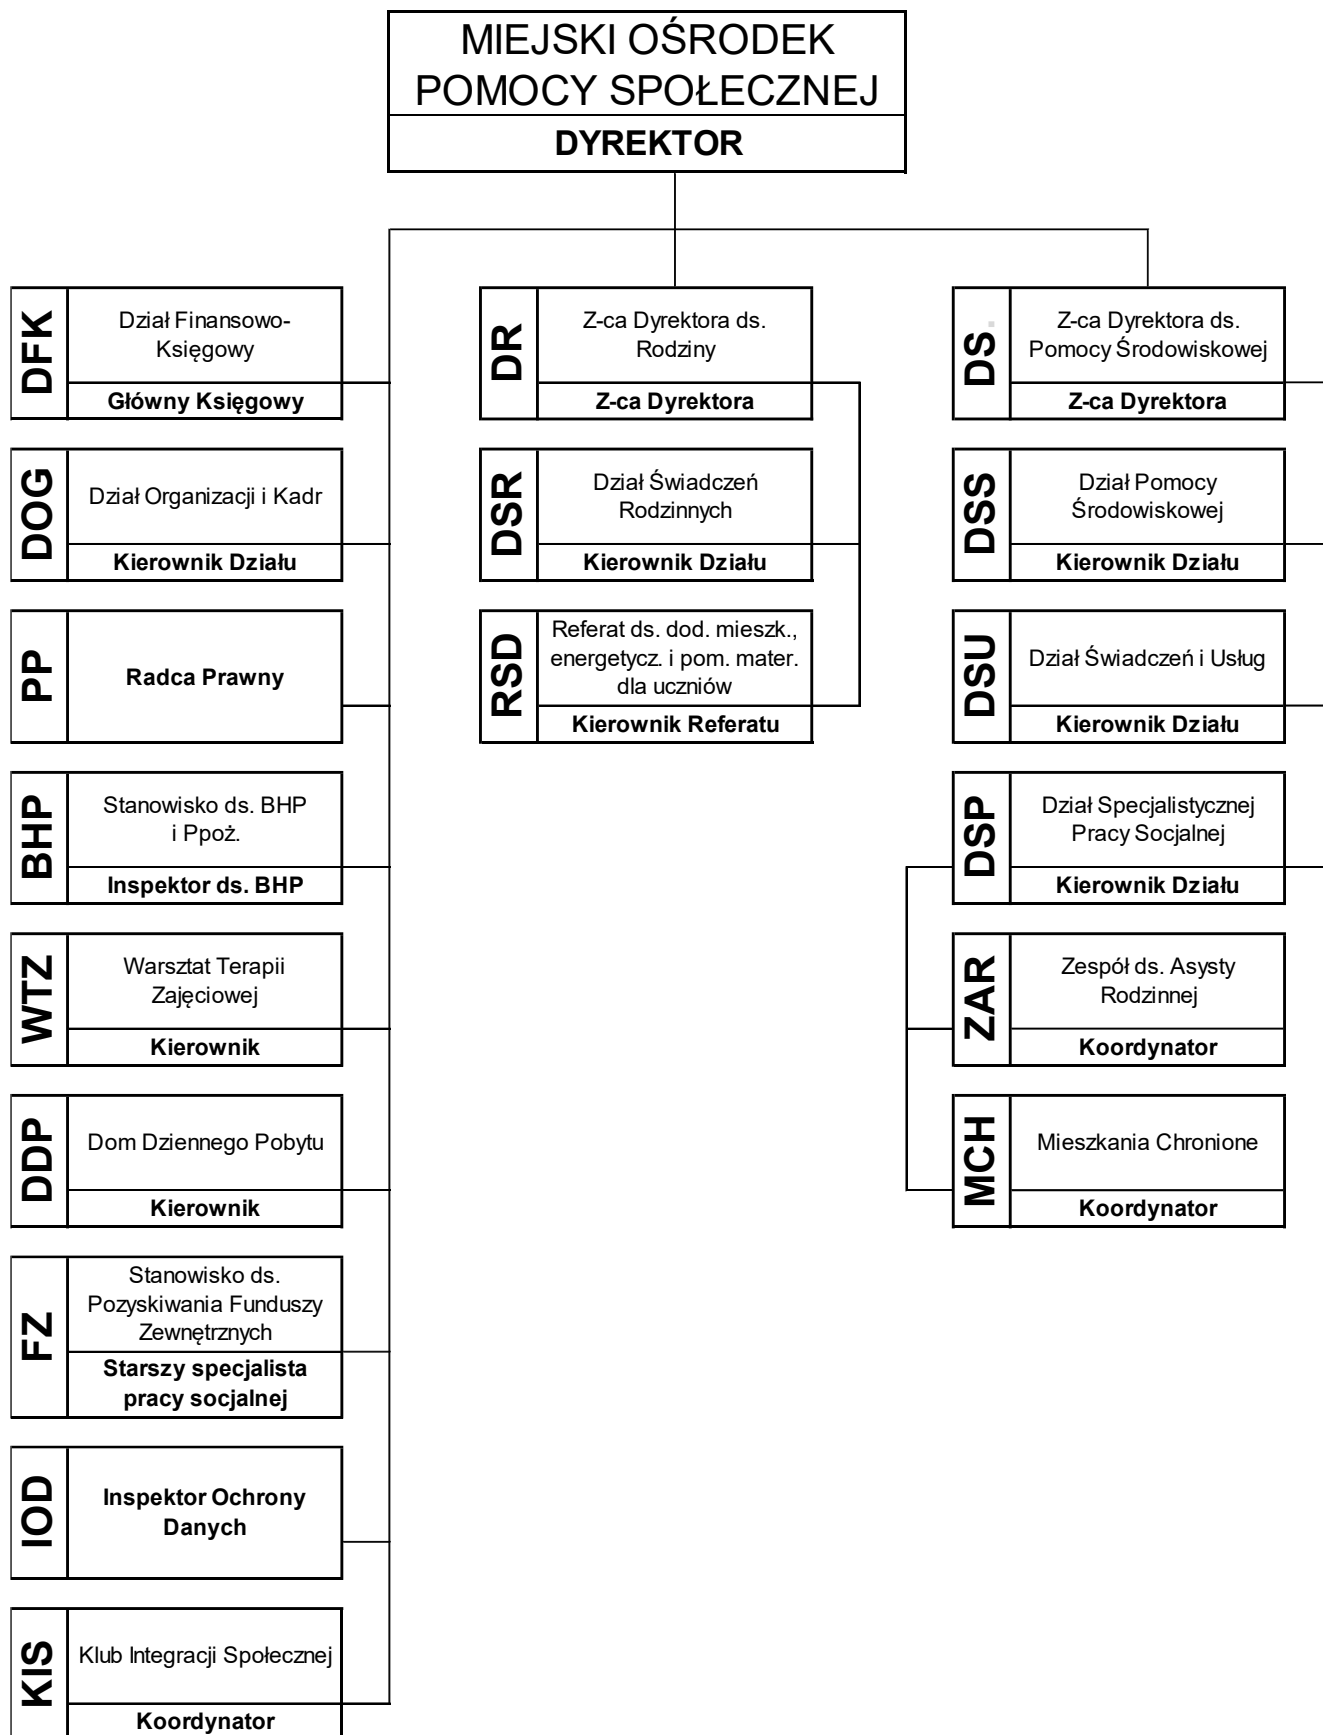 MIEJSKI OŚRODEK
POMOCY SPOŁECZNEJ
DYREKTOR
DFK
Dział Finansowo-
Księgowy
Główny Księgowy
DOG
Dział Organizacji i Kadr
Kierownik Działu
PP
Radca Prawny
BHP
Stanowisko ds. BHP
i Ppoż.
Inspektor ds. BHP
WTZ
Warsztat Terapii
Zajęciowej
Kierownik
DDP
Dom Dziennego Pobytu
Kierownik
FZ
Stanowisko ds.
Pozyskiwania Funduszy
Zewnętrznych
Starszy specjalista
pracy socjalnej
IOD
Inspektor Ochrony
Danych
KIS
Klub Integracji Społecznej
Koordynator
DR
Z-ca Dyrektora ds.
Rodziny
Z-ca Dyrektora
DSR
Dział Świadczeń
Rodzinnych
Kierownik Działu
RSD
Referat ds. dod. mieszk.,
energetycz. i pom. mater.
dla uczniów
Kierownik Referatu
DS.
Z-ca Dyrektora ds.
Pomocy Środowiskowej
Z-ca Dyrektora
DSS
Dział Pomocy
Środowiskowej
Kierownik Działu
DSU
Dział Świadczeń i Usług
Kierownik Działu
DSP
Dział Specjalistycznej
Pracy Socjalnej
Kierownik Działu
ZAR
Zespół ds. Asysty
Rodzinnej
Koordynator
MCH
Mieszkania Chronione
Koordynator